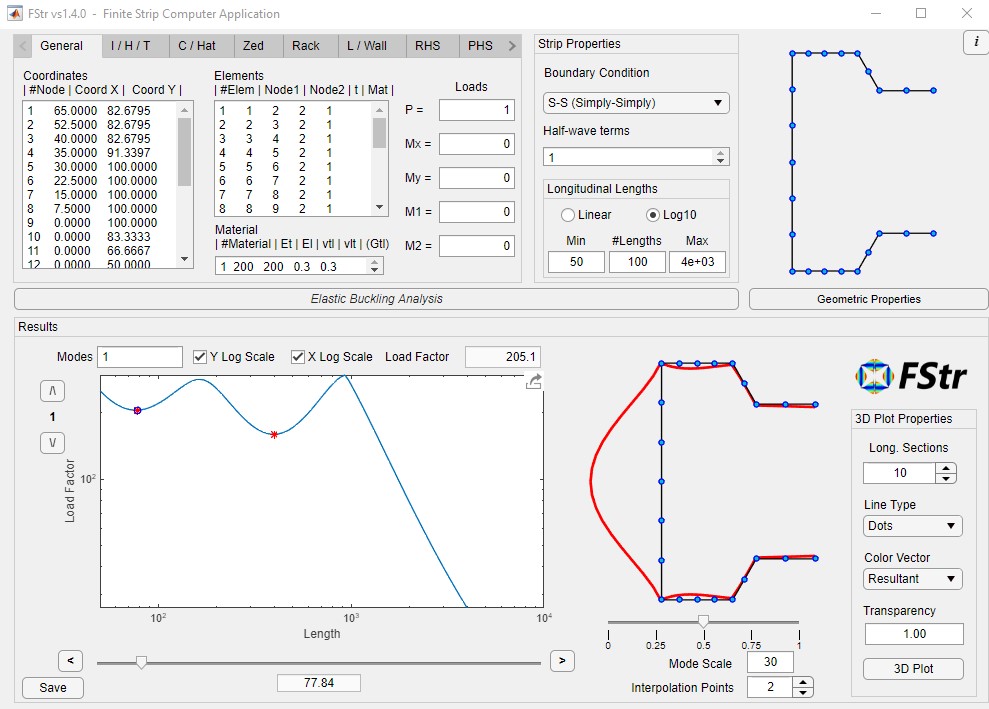 FStr vs1.4.0 - Finite Strip Computer Application
General I / H / T C / Hat Zed Rack L / Wall RHS PHS
Coordinates
| #Node | Coord X | Coord Y |
1 65.0000 82.6795
2 52.5000 82.6795
3 40.0000 82.6795
4 35.0000 91.3397
5 30.0000 100.0000
6 22.5000 100.0000
7 15.0000 100.0000
8 7.5000 100.0000
9 0.0000 100.0000
10 0.0000 83.3333
11 0.0000 66.6667
12 0.0000 50.0000
Elements
| #Elem | Node1 | Node2 | t | Mat |
1 1 2 2 1
2 2 3 2 1
3 3 4 2 1
4 4 5 2 1
5 5 6 2 1
6 6 7 2 1
7 7 8 2 1
8 8 9 2 1
Material
| #Material | Et | El | vtl | vlt | (Gtl)
1 200 200 0.3 0.3
Loads
P = 1
Mx = 0
My = 0
M1 = 0
M2 = 0
Strip Properties
Boundary Condition
S-S (Simply-Simply)
Half-wave terms
1
Longitudinal Lengths
Linear Log10
Min #Lengths Max
50 100 4e+03
i
Elastic Buckling Analysis
Geometric Properties
Results
Modes 1 Y Log Scale X Log Scale Load Factor 205.1
/\
1
\/
Load Factor
10²
10² 10³ 10⁴
Length
< >
Save
77.84
0 0.25 0.5 0.75 1
Mode Scale 30
Interpolation Points 2
FStr
3D Plot Properties
Long. Sections
10
Line Type
Dots
Color Vector
Resultant
Transparency
1.00
3D Plot